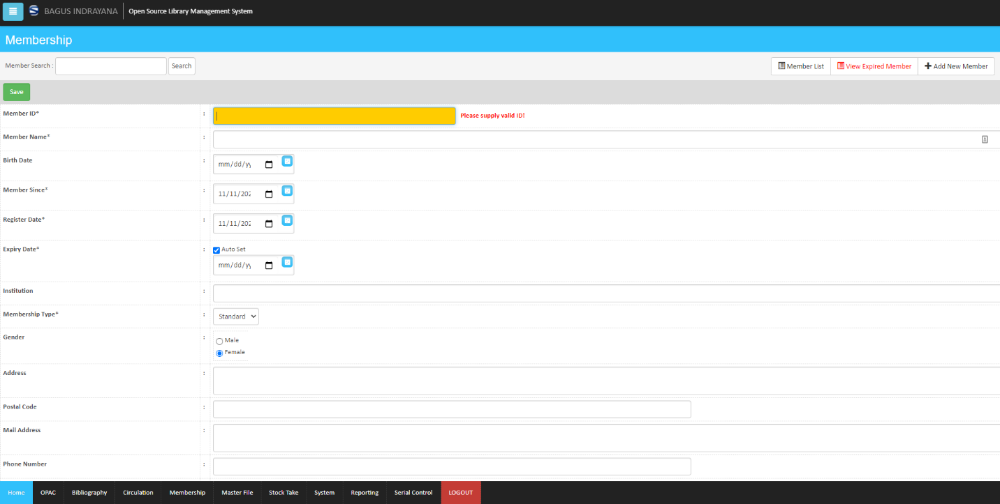 BAGUS INDRAYANA Open Source Library Management System
Membership
Member Search : Search Member List View Expired Member Add New Member
Save
Member ID* : Please supply valid ID!
Member Name* :
Birth Date : mm/dd/yy
Member Since* : 11/11/202
Register Date* : 11/11/202
Expiry Date* : Auto Set
mm/dd/yy
Institution :
Membership Type* : Standard
Gender : Male
Female
Address :
Postal Code :
Mail Address :
Phone Number :
Home OPAC Bibliography Circulation Membership Master File Stock Take System Reporting Serial Control LOGOUT